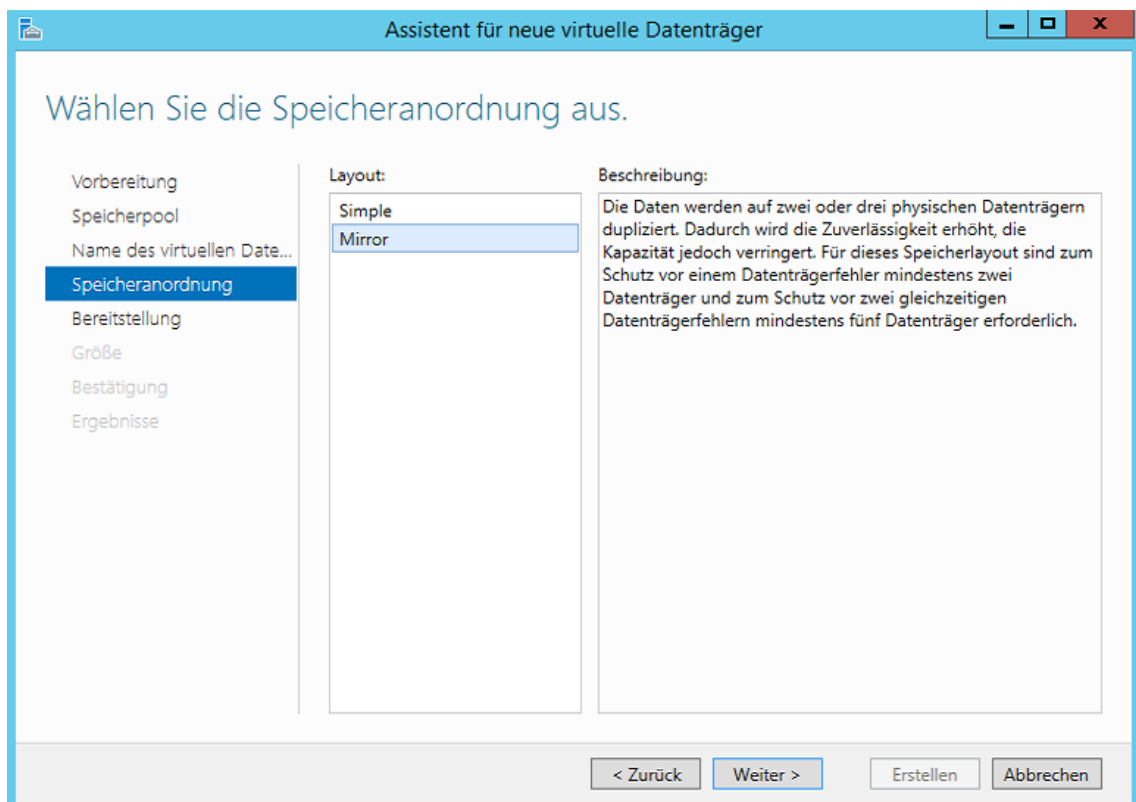 Assistent für neue virtuelle Datenträger
Wählen Sie die Speicheranordnung aus.
Vorbereitung
Speicherpool
Name des virtuellen Date...
Speicheranordnung
Bereitstellung
Größe
Bestätigung
Ergebnisse
Layout:
Simple
Mirror
Beschreibung:
Die Daten werden auf zwei oder drei physischen Datenträgern
dupliziert. Dadurch wird die Zuverlässigkeit erhöht, die
Kapazität jedoch verringert. Für dieses Speicherlayout sind zum
Schutz vor einem Datenträgerfehler mindestens zwei
Datenträger und zum Schutz vor zwei gleichzeitigen
Datenträgerfehlern mindestens fünf Datenträger erforderlich.
< Zurück
Weiter >
Erstellen
Abbrechen